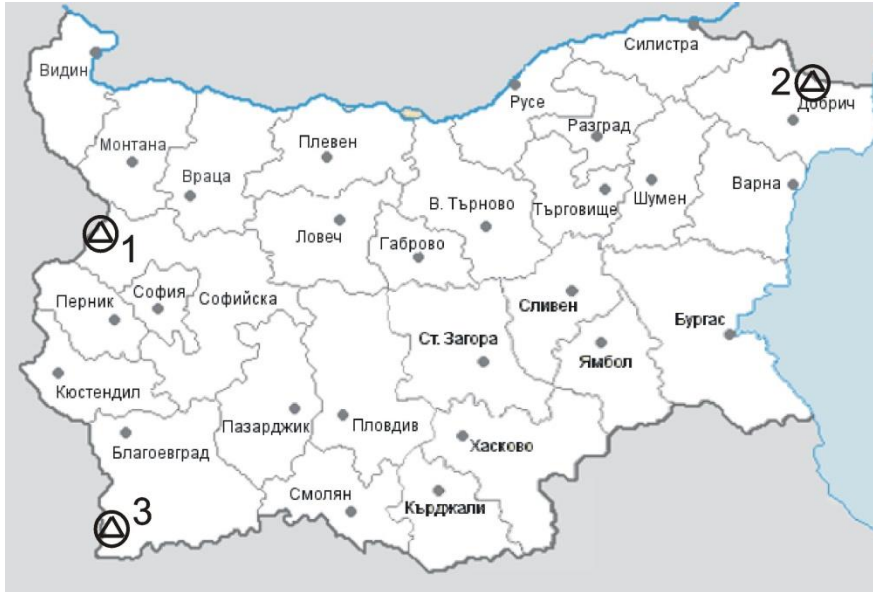 Силистра
Видин
2
Русе
Добрич
Разград
Монтана
Плевен
Враца
Варна
В. Търново
Търговище
Шумен
1
Ловеч
Габрово
София
Софийска
Перник
Сливен
Бургас
Ст. Загора
Ямбол
Кюстендил
Пазарджик
Пловдив
Хасково
Благоевград
Смолян
Кърджали
3